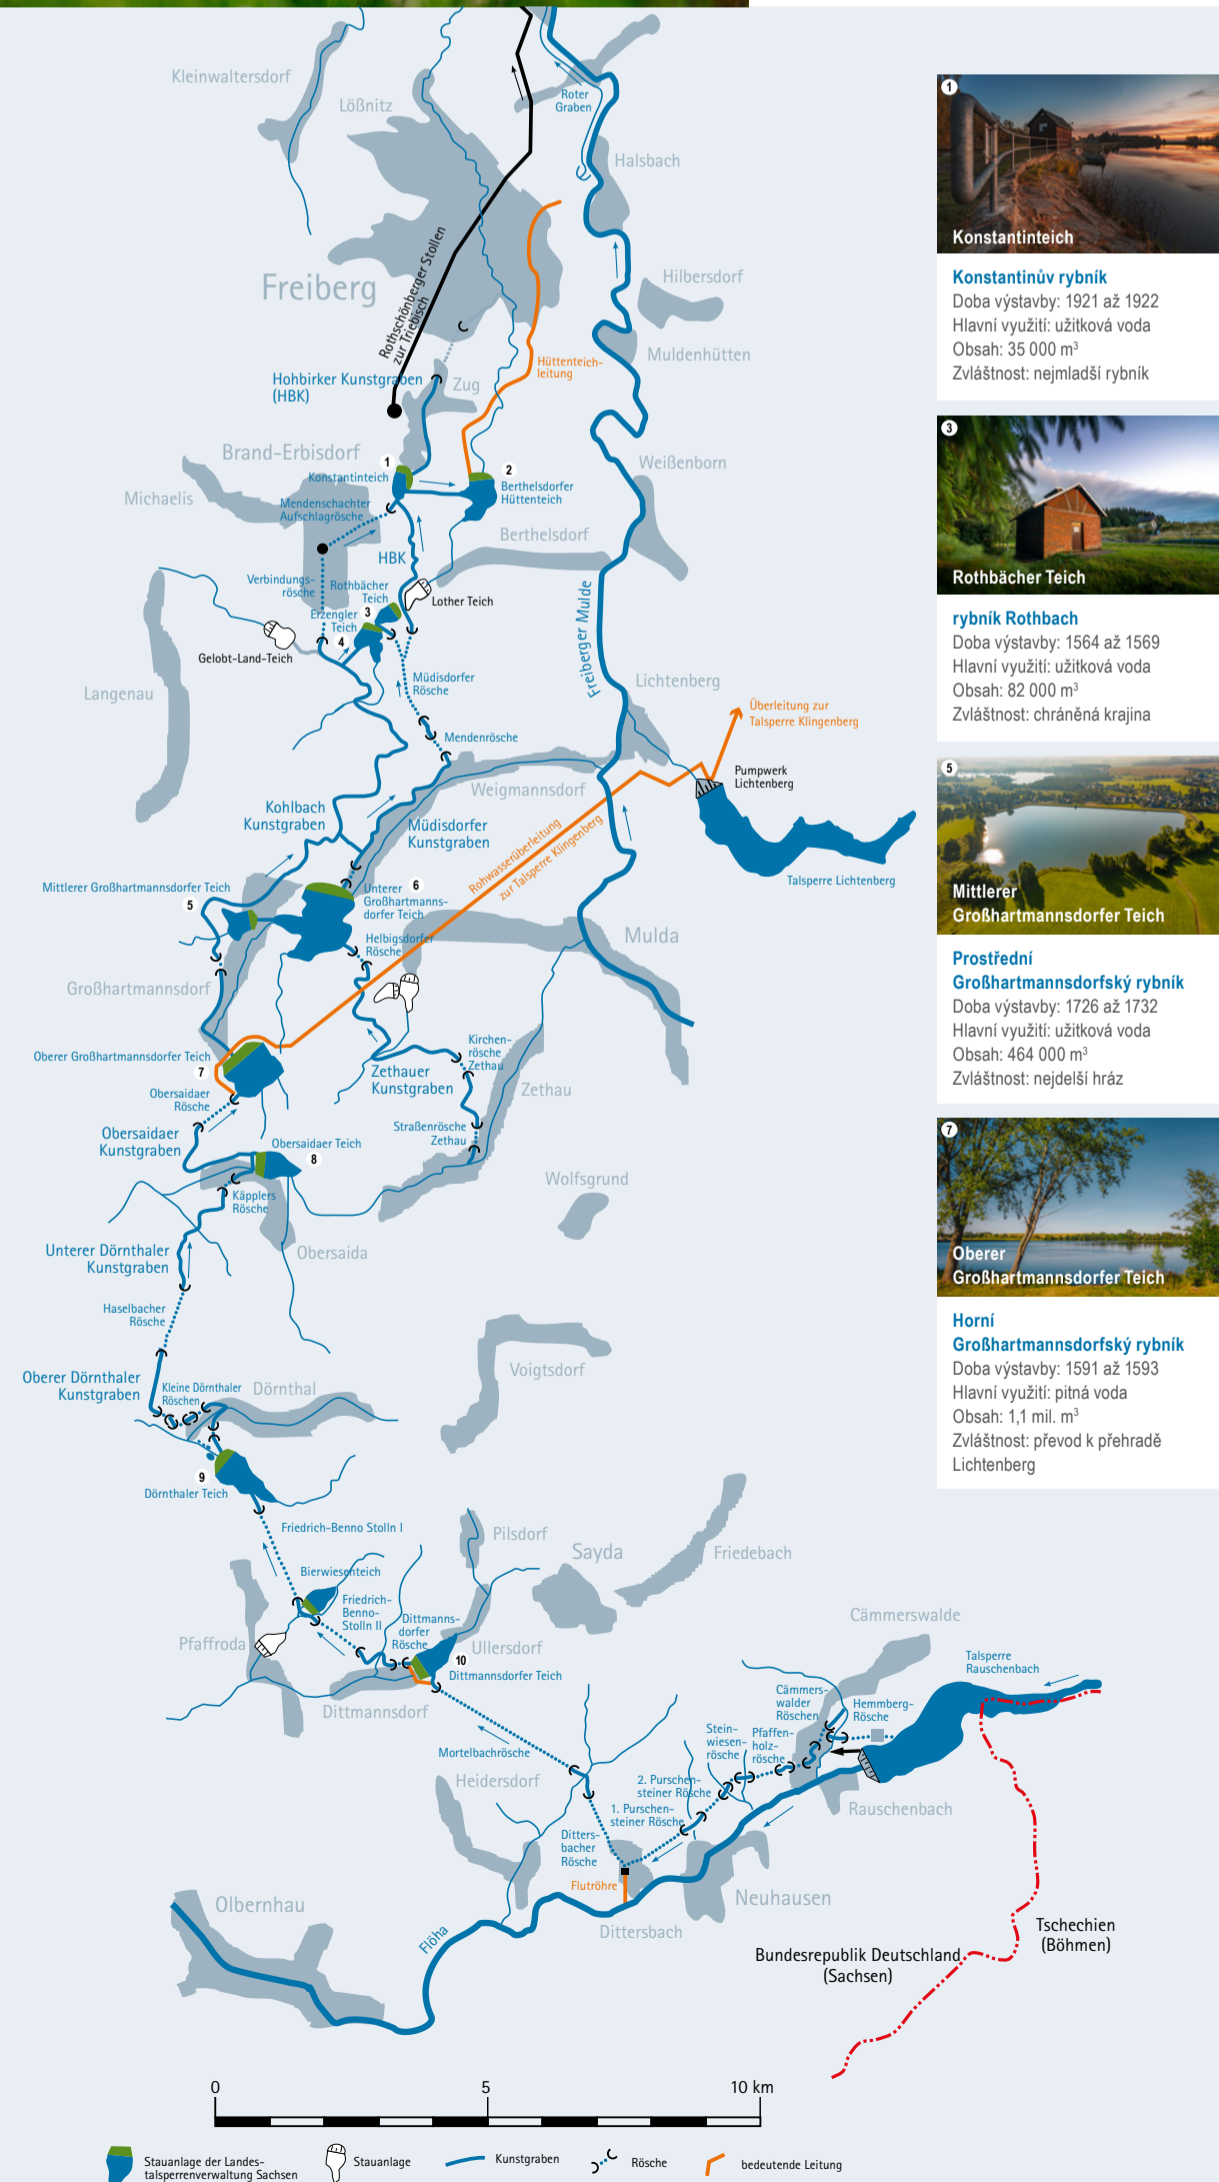 Kleinwaltersdorf
Lößnitz
Roter
Graben
Halsbach
Freiberg
Rothschönberger Stollen
zur Triebisch
Hilbersdorf
Muldenhütten
Hüttenteich-
leitung
Hohbirker Kunstgraben
(HBK)
Zug
Brand-Erbisdorf
1
Konstantinteich
2
Berthelsdorfer
Hüttenteich
Weißenborn
Michaelis
Mendenschachter
Aufschlagrösche
Berthelsdorf
HBK
Verbindungs-
rösche
Rothbächer
Teich
3
Erzengler
Teich
4
Lother Teich
Gelobt-Land-Teich
Freiberger Mulde
Langenau
Müdisdorfer
Rösche
Lichtenberg
Überleitung zur
Talsperre Klingenberg
Mendenrösche
Pumpwerk
Lichtenberg
Weigmannsdorf
Kohlbach
Kunstgraben
Müdisdorfer
Kunstgraben
Rohwasserüberleitung
zur Talsperre Klingenberg
Talsperre Lichtenberg
Mittlerer Großhartmannsdorfer Teich
5
Unterer
Großhartmanns-
dorfer Teich
6
Helbigsdorfer
Rösche
Mulda
Großhartmannsdorf
Oberer Großhartmannsdorfer Teich
7
Kirchen-
rösche
Zethau
Zethauer
Kunstgraben
Zethau
Obersaidaer
Rösche
Straßenrösche
Zethau
Obersaidaer
Kunstgraben
Obersaidaer Teich
8
Käpplers
Rösche
Wolfsgrund
Obersaida
Unterer Dörnthaler
Kunstgraben
Haselbacher
Rösche
Voigtsdorf
Oberer Dörnthaler
Kunstgraben
Kleine Dörnthaler
Röschen
Dörnthal
9
Dörnthaler Teich
Friedrich-Benno Stolln I
Pilsdorf
Sayda
Friedebach
Bierwiesenteich
Friedrich-
Benno-
Stolln II
Dittmanns-
dorfer
Rösche
Pfaffroda
Ullersdorf
10
Dittmannsdorfer Teich
Dittmannsdorf
Cämmerswalde
Talsperre
Rauschenbach
Cämmers-
walder
Röschen
Hemmberg-
Rösche
Stein-
wiesen-
rösche
Pfaffen-
holz-
rösche
Mortelbachrösche
Heidersdorf
2. Purschen-
steiner Rösche
1. Purschen-
steiner Rösche
Rauschenbach
Ditters-
bacher
Rösche
Flutröhre
Neuhausen
Olbernhau
Dittersbach
Flöha
Tschechien
(Böhmen)
Bundesrepublik Deutschland
(Sachsen)
0 5 10 km
Stauanlage der Landes-
talsperrenverwaltung Sachsen
Stauanlage
Kunstgraben
Rösche
bedeutende Leitung
1
Konstantinteich
Konstantinův rybník
Doba výstavby: 1921 až 1922
Hlavní využití: užitková voda
Obsah: 35 000 m³
Zvláštnost: nejmladší rybník
3
Rothbächer Teich
rybník Rothbach
Doba výstavby: 1564 až 1569
Hlavní využití: užitková voda
Obsah: 82 000 m³
Zvláštnost: chráněná krajina
5
Mittlerer
Großhartmannsdorfer Teich
Prostřední
Großhartmannsdorfský rybník
Doba výstavby: 1726 až 1732
Hlavní využití: užitková voda
Obsah: 464 000 m³
Zvláštnost: nejdelší hráz
7
Oberer
Großhartmannsdorfer Teich
Horní
Großhartmannsdorfský rybník
Doba výstavby: 1591 až 1593
Hlavní využití: pitná voda
Obsah: 1,1 mil. m³
Zvláštnost: převod k přehradě
Lichtenberg